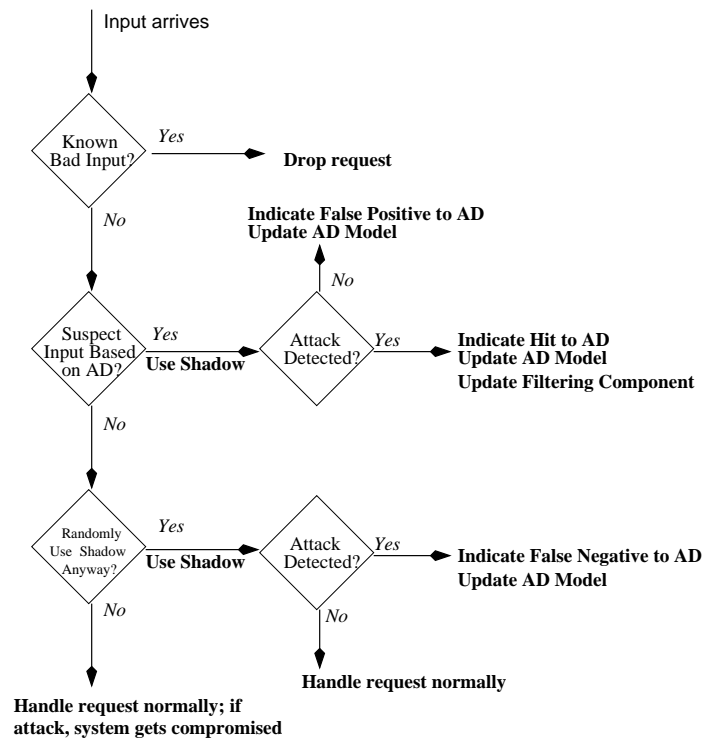 Input arrives
Known
Bad Input?
Yes
Drop request
No
Indicate False Positive to AD
Update AD Model
No
Suspect
Input Based
on AD?
Yes
Use Shadow
Attack
Detected?
Yes
Indicate Hit to AD
Update AD Model
Update Filtering Component
No
Randomly
Use Shadow
Anyway?
Yes
Use Shadow
Attack
Detected?
Yes
Indicate False Negative to AD
Update AD Model
No
No
Handle request normally
Handle request normally; if
attack, system gets compromised